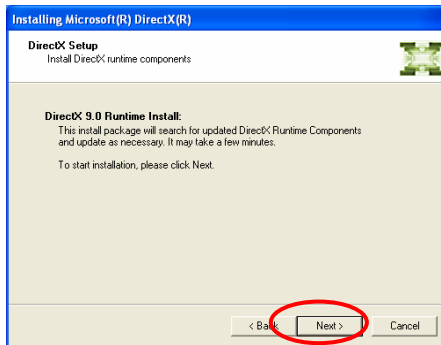 Installing Microsoft(R) DirectX(R)
DirectX Setup
Install DirectX runtime components
DirectX 9.0 Runtime Install:
This install package will search for updated DirectX Runtime Components
and update as necessary. It may take a few minutes.
To start installation, please click Next.
< Back Next > Cancel